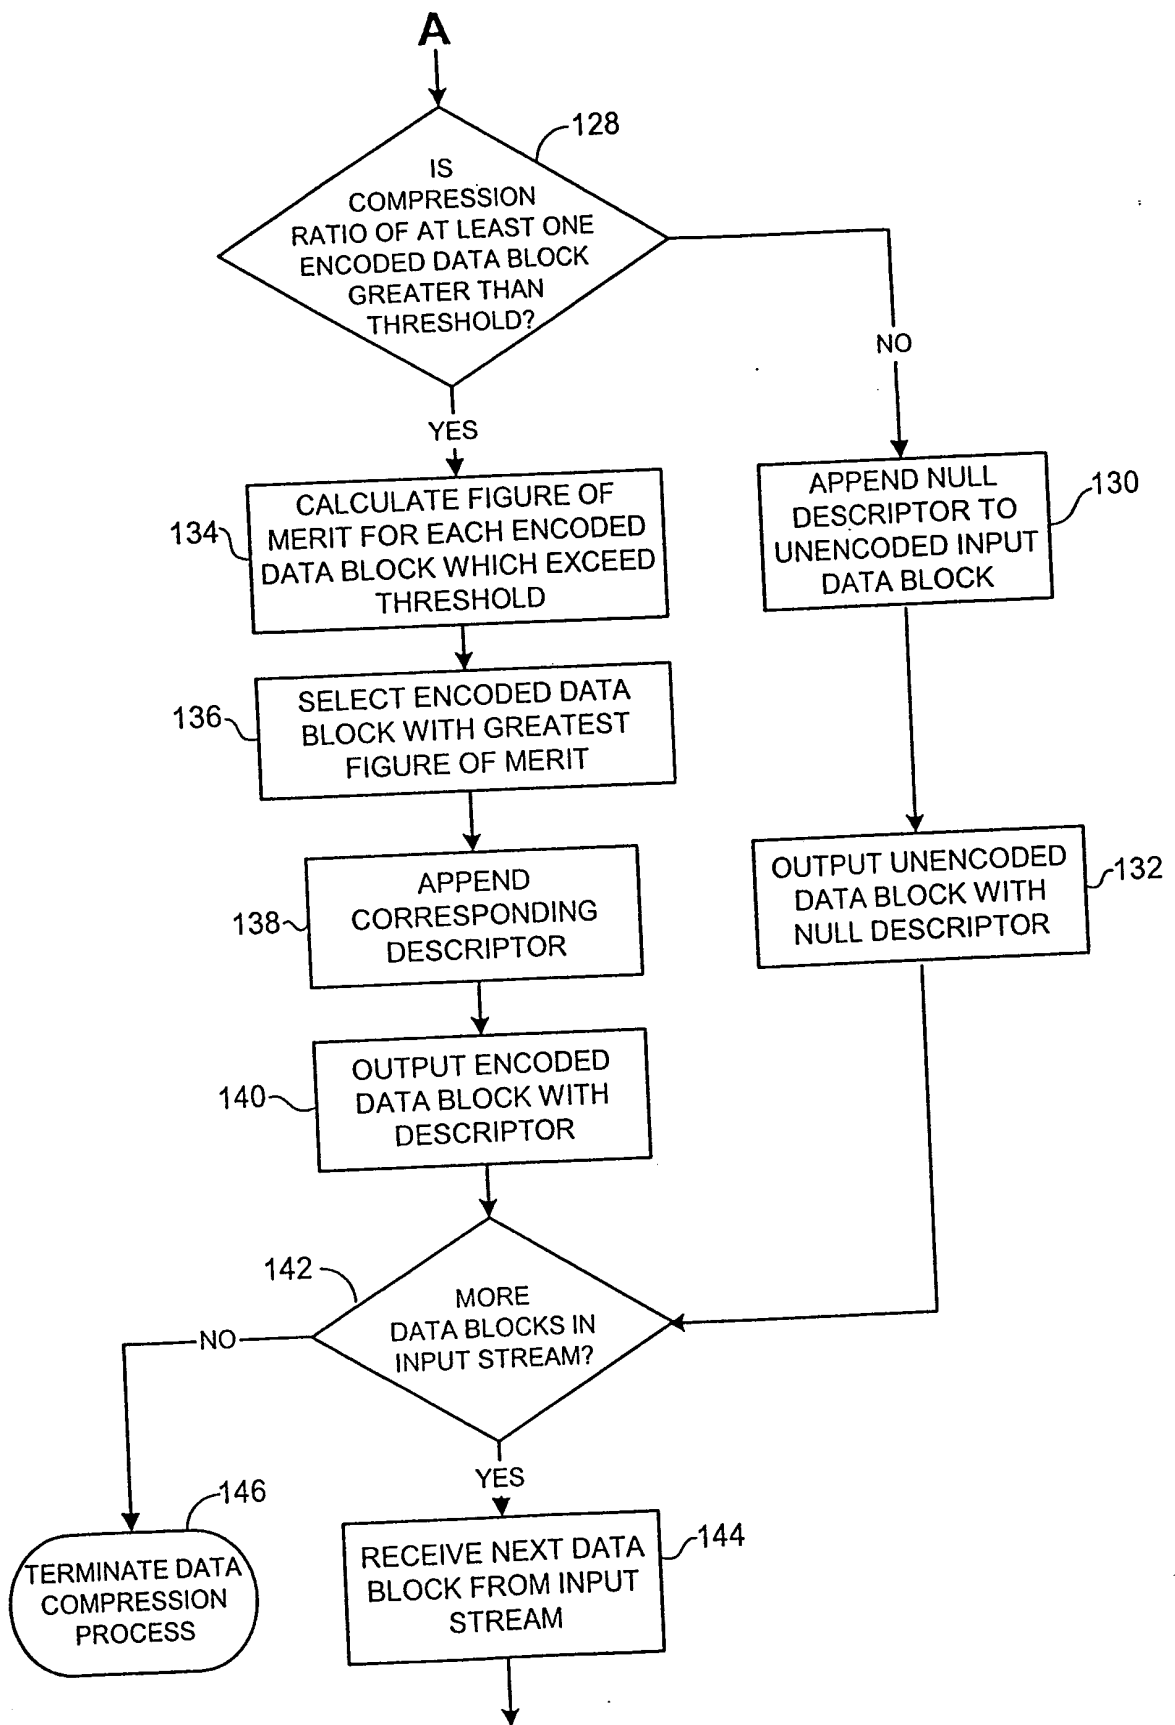 A
128
IS
COMPRESSION
RATIO OF AT LEAST ONE
ENCODED DATA BLOCK
GREATER THAN
THRESHOLD?
NO
YES
134
CALCULATE FIGURE OF
MERIT FOR EACH ENCODED
DATA BLOCK WHICH EXCEED
THRESHOLD
APPEND NULL
DESCRIPTOR TO
UNENCODED INPUT
DATA BLOCK
130
136
SELECT ENCODED DATA
BLOCK WITH GREATEST
FIGURE OF MERIT
138
APPEND
CORRESPONDING
DESCRIPTOR
OUTPUT UNENCODED
DATA BLOCK WITH
NULL DESCRIPTOR
132
140
OUTPUT ENCODED
DATA BLOCK WITH
DESCRIPTOR
142
MORE
DATA BLOCKS IN
INPUT STREAM?
NO
YES
146
TERMINATE DATA
COMPRESSION
PROCESS
RECEIVE NEXT DATA
BLOCK FROM INPUT
STREAM
144